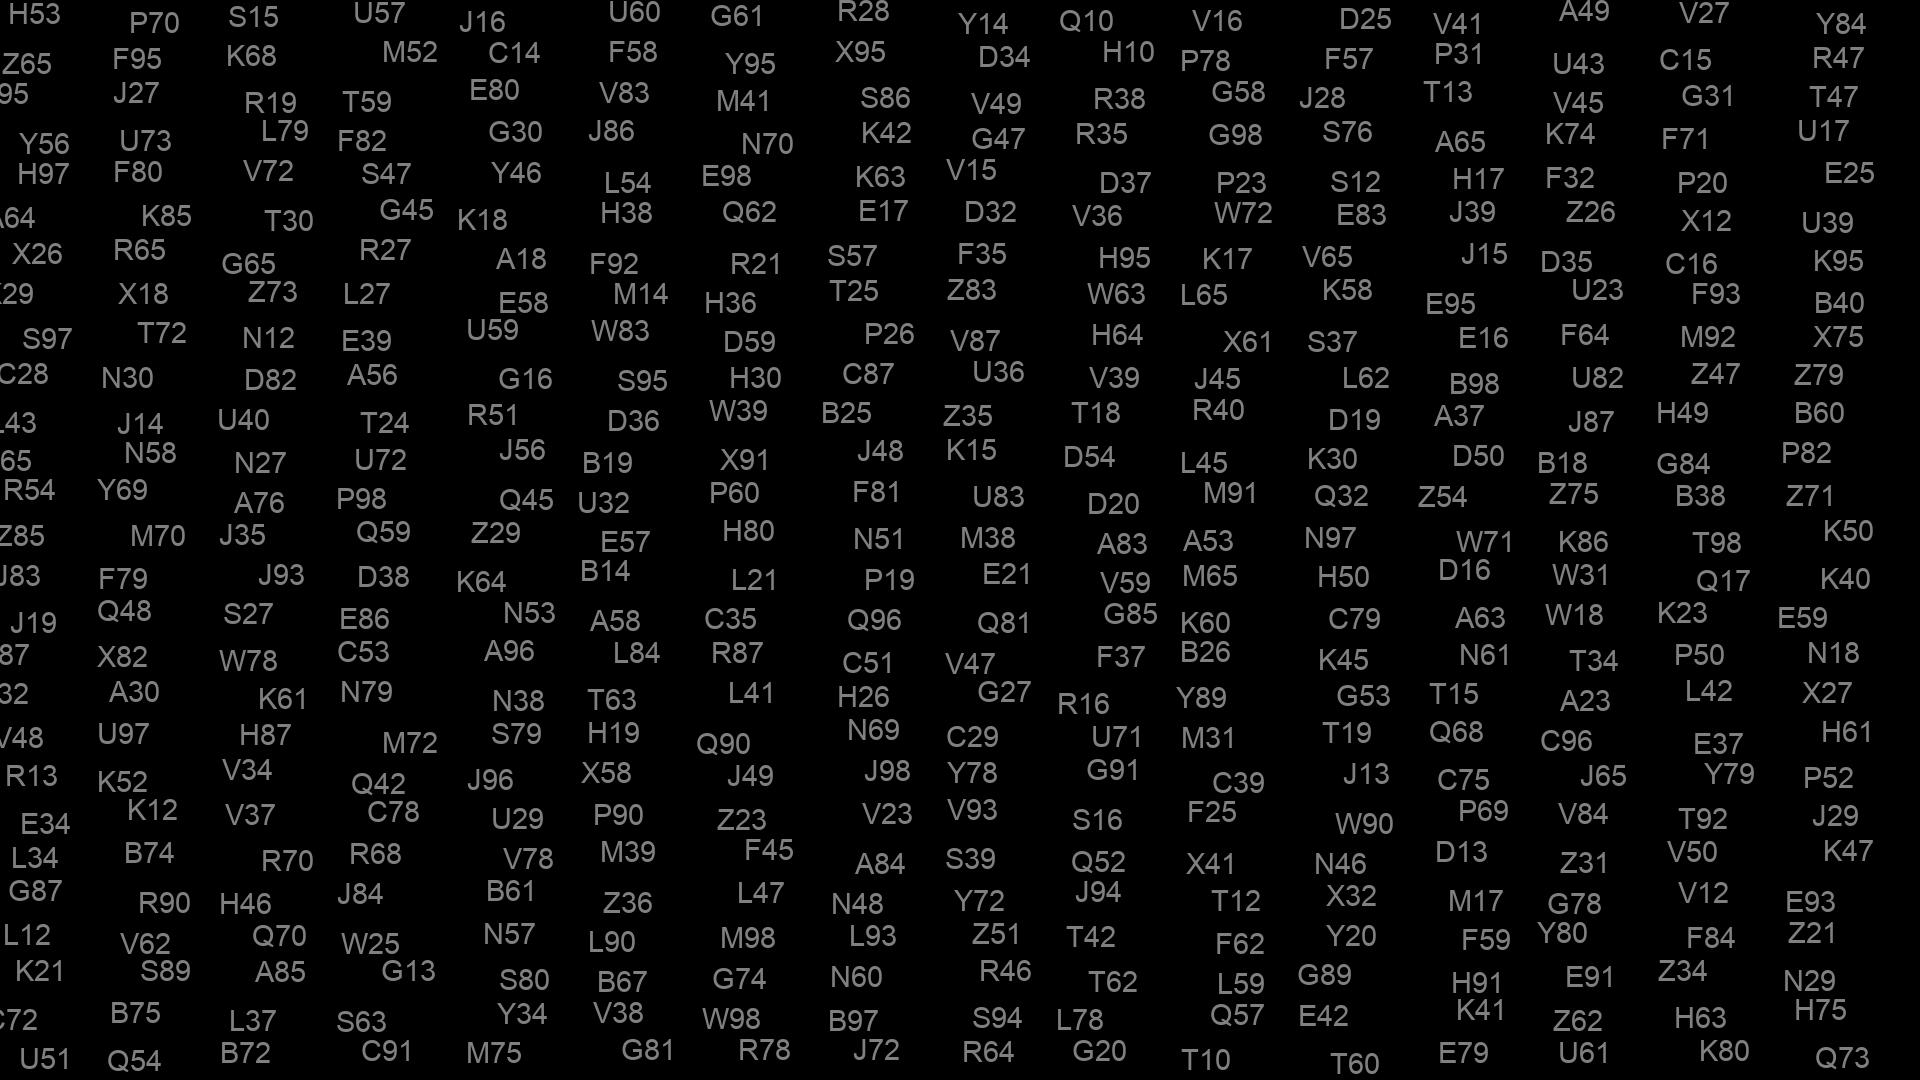 H53 P70 S15 U57 J16 U60 G61 R28 Y14 Q10 V16 D25 V41 A49 V27 Y84
Z65 F95 K68 M52 C14 F58 Y95 X95 D34 H10 P78 F57 P31 U43 C15 R47
95 J27 R19 T59 E80 V83 M41 S86 V49 R38 G58 J28 T13 V45 G31 T47
Y56 U73 L79 F82 G30 J86 N70 K42 G47 R35 G98 S76 A65 K74 F71 U17
H97 F80 V72 S47 Y46 L54 E98 K63 V15 D37 P23 S12 H17 F32 P20 E25
A64 K85 T30 G45 K18 H38 Q62 E17 D32 V36 W72 E83 J39 Z26 X12 U39
X26 R65 G65 R27 A18 F92 R21 S57 F35 H95 K17 V65 J15 D35 C16 K95
29 X18 Z73 L27 E58 M14 H36 T25 Z83 W63 L65 K58 E95 U23 F93 B40
S97 T72 N12 E39 U59 W83 D59 P26 V87 H64 X61 S37 E16 F64 M92 X75
C28 N30 D82 A56 G16 S95 H30 C87 U36 V39 J45 L62 B98 U82 Z47 Z79
43 J14 U40 T24 R51 D36 W39 B25 Z35 T18 R40 D19 A37 J87 H49 B60
65 N58 N27 U72 J56 B19 X91 J48 K15 D54 L45 K30 D50 B18 G84 P82
R54 Y69 A76 P98 Q45 U32 P60 F81 U83 D20 M91 Q32 Z54 Z75 B38 Z71
Z85 M70 J35 Q59 Z29 E57 H80 N51 M38 A83 A53 N97 W71 K86 T98 K50
J83 F79 J93 D38 K64 B14 L21 P19 E21 V59 M65 H50 D16 W31 Q17 K40
J19 Q48 S27 E86 N53 A58 C35 Q96 Q81 G85 K60 C79 A63 W18 K23 E59
87 X82 W78 C53 A96 L84 R87 C51 V47 F37 B26 K45 N61 T34 P50 N18
32 A30 K61 N79 N38 T63 L41 H26 G27 R16 Y89 G53 T15 A23 L42 X27
V48 U97 H87 M72 S79 H19 Q90 N69 C29 U71 M31 T19 Q68 C96 E37 H61
R13 K52 V34 Q42 J96 X58 J49 J98 Y78 G91 C39 J13 C75 J65 Y79 P52
E34 K12 V37 C78 U29 P90 Z23 V23 V93 S16 F25 W90 P69 V84 T92 J29
L34 B74 R70 R68 V78 M39 F45 A84 S39 Q52 X41 N46 D13 Z31 V50 K47
G87 R90 H46 J84 B61 Z36 L47 N48 Y72 J94 T12 X32 M17 G78 V12 E93
L12 V62 Q70 W25 N57 L90 M98 L93 Z51 T42 F62 Y20 F59 Y80 F84 Z21
K21 S89 A85 G13 S80 B67 G74 N60 R46 T62 L59 G89 H91 E91 Z34 N29
72 B75 L37 S63 Y34 V38 W98 B97 S94 L78 Q57 E42 K41 Z62 H63 H75
U51 Q54 B72 C91 M75 G81 R78 J72 R64 G20 T10 T60 E79 U61 K80 Q73